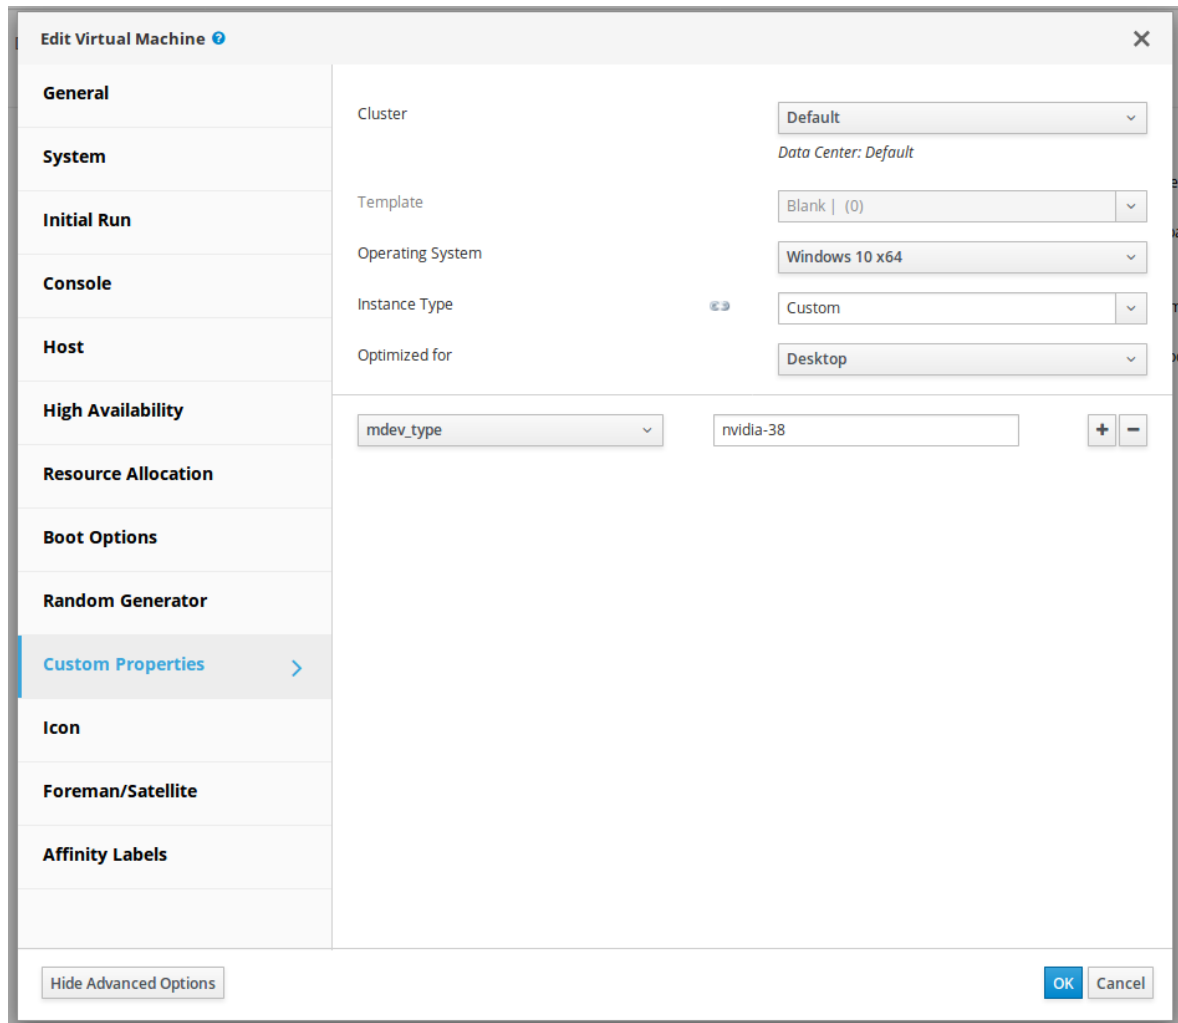 Edit Virtual Machine
General
System
Initial Run
Console
Host
High Availability
Resource Allocation
Boot Options
Random Generator
Custom Properties
Icon
Foreman/Satellite
Affinity Labels
Cluster
Default
Data Center: Default
Template
Blank | (0)
Operating System
Windows 10 x64
Instance Type
Custom
Optimized for
Desktop
mdev_type
nvidia-38
Hide Advanced Options
OK
Cancel